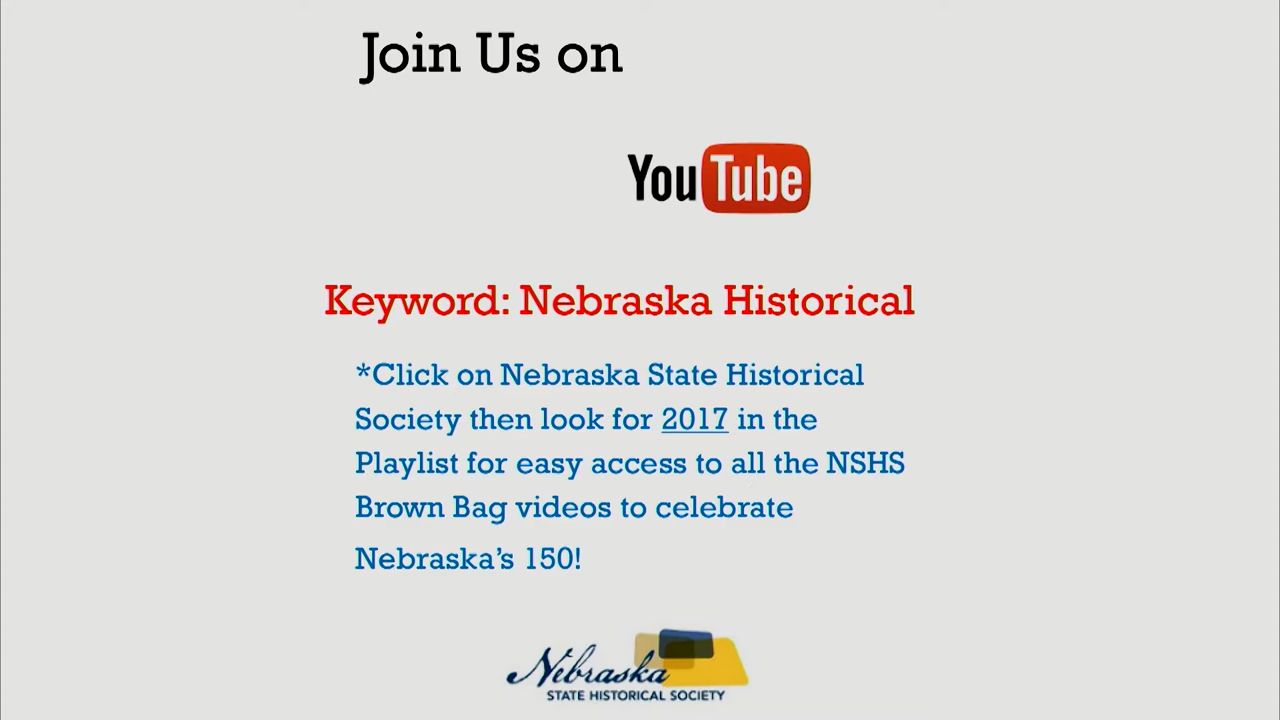 Join Us on
YouTube
Keyword: Nebraska Historical
*Click on Nebraska State Historical
Society then look for 2017 in the
Playlist for easy access to all the NSHS
Brown Bag videos to celebrate
Nebraska’s 150!
Nebraska
STATE HISTORICAL SOCIETY